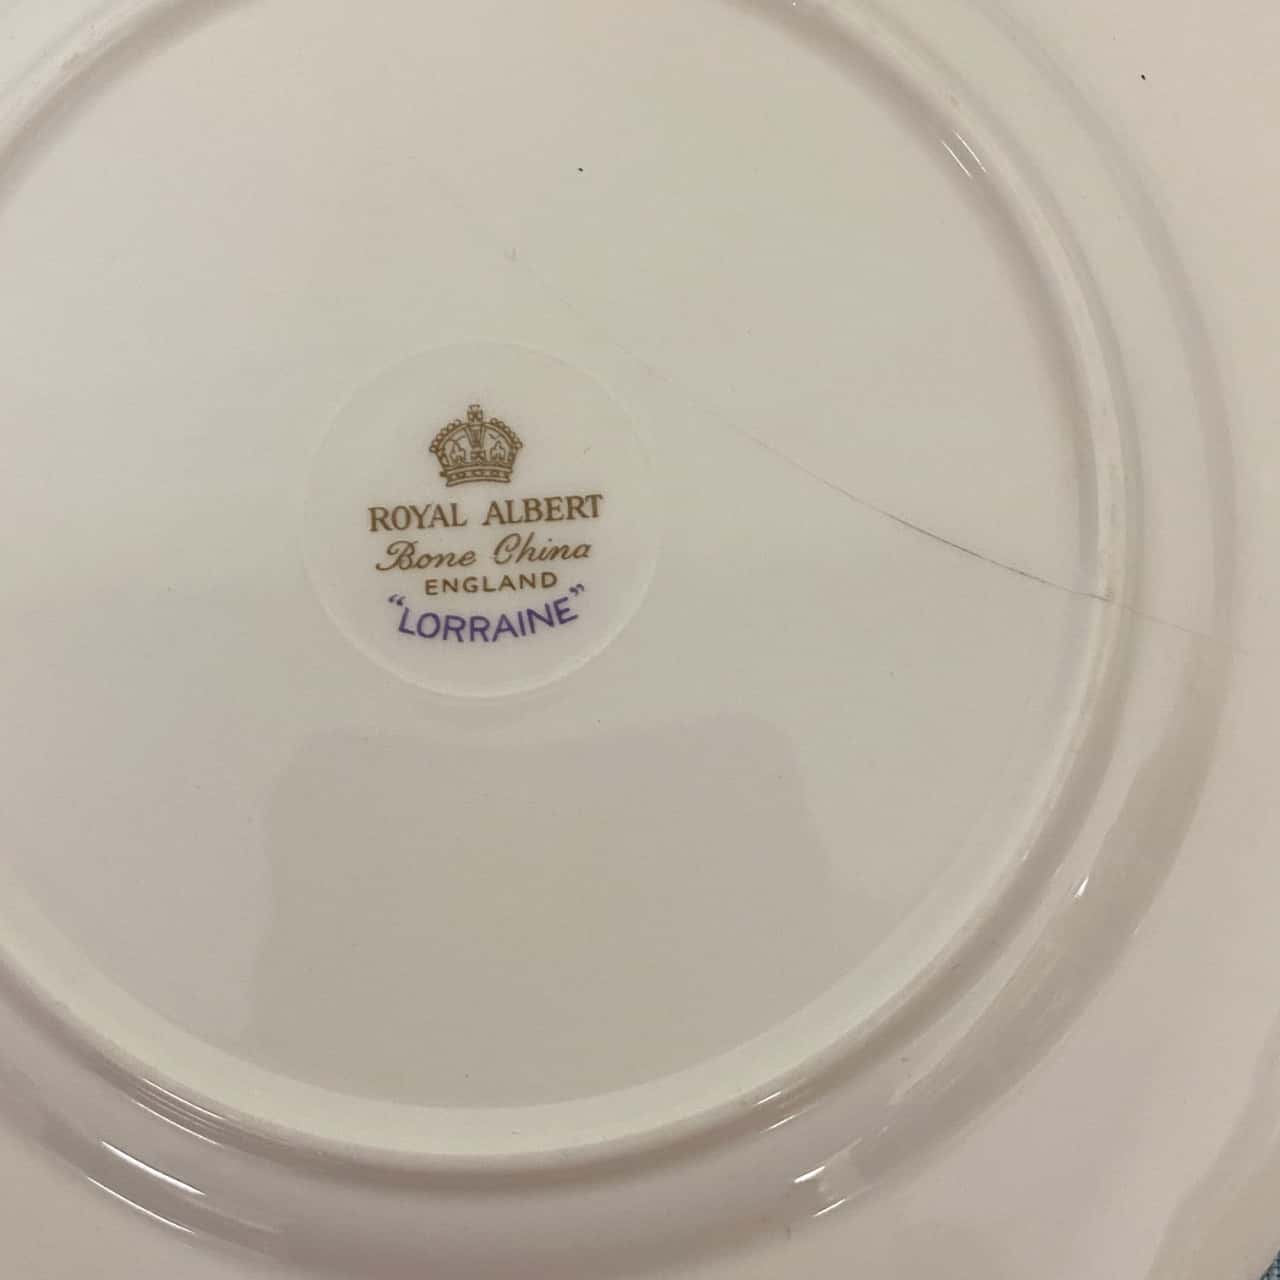 ROYAL ALBERT
Bone China
ENGLAND
"LORRAINE"